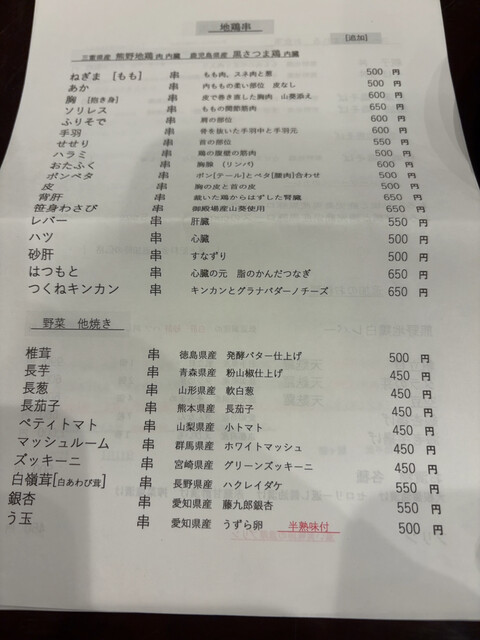 地鶏串
[追加]
三重県産 熊野地鶏 肉 内臓 鹿児島県産 黒さつま鶏 内臓
ねぎま [もも] 串 もも肉、スネ肉と葱 500 円
あか 串 内ももの柔い部位 皮なし 500 円
胸 [抱き身] 串 皮で巻き直した胸肉 山葵添え 600 円
ソリレス 串 ももの関節筋肉 650 円
ふりそで 串 肩の部位 600 円
手羽 串 骨を抜いた手羽中と手羽元 600 円
せせり 串 首の部位 550 円
ハラミ 串 鶏の腹壁の筋肉 650 円
おたふく 串 胸腺 (リンパ) 600 円
ボンペタ 串 ボン[テール]とペタ[腰肉]合わせ 500 円
皮 串 胸の皮と首の皮 500 円
背肝 串 裁いた鶏からはずした腎臓 650 円
笹身わさび 串 御殿場産山葵使用 650 円
レバー 串 肝臓 550 円
ハツ 串 心臓 500 円
砂肝 串 すなずり 500 円
はつもと 串 心臓の元 脂のかんだつなぎ 650 円
つくねキンカン 串 キンカンとグラナパダーノチーズ 650 円
野菜 他焼き
椎茸 串 徳島県産 発酵バター仕上げ 500 円
長芋 串 青森県産 粉山椒仕上げ 450 円
長葱 串 山形県産 軟白葱 450 円
長茄子 串 熊本県産 長茄子 450 円
ペティトマト 串 山梨県産 小トマト 450 円
マッシュルーム 串 群馬県産 ホワイトマッシュ 450 円
ズッキーニ 串 宮崎県産 グリーンズッキーニ 450 円
白嶺茸[白あわび茸] 串 長野県産 ハクレイダケ 550 円
銀杏 串 愛知県産 藤九郎銀杏 550 円
う玉 串 愛知県産 うずら卵 半熟味付 500 円